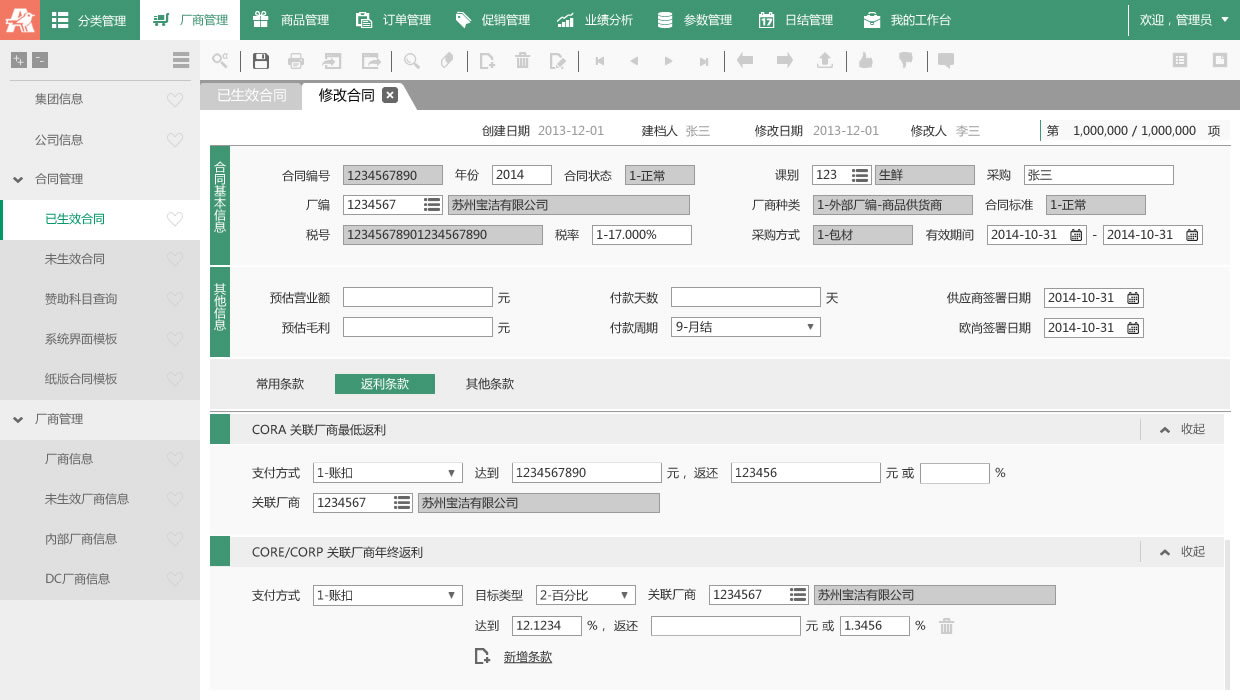 分类管理 厂商管理 商品管理 订单管理 促销管理 业绩分析 参数管理 日结管理 我的工作台 欢迎，管理员
集团信息
公司信息
合同管理
已生效合同
未生效合同
赞助科目查询
系统界面模板
纸版合同模板
厂商管理
厂商信息
未生效厂商信息
内部厂商信息
DC厂商信息
已生效合同 修改合同
创建日期 2013-12-01 建档人 张三 修改日期 2013-12-01 修改人 李三 第 1,000,000 / 1,000,000 项
合同基本信息
合同编号 1234567890 年份 2014 合同状态 1-正常 课别 123 生鲜 采购 张三
厂编 1234567 苏州宝洁有限公司 厂商种类 1-外部厂编-商品供货商 合同标准 1-正常
税号 12345678901234567890 税率 1-17.000% 采购方式 1-包材 有效期间 2014-10-31 - 2014-10-31
其他信息
预估营业额 元 付款天数 天 供应商签署日期 2014-10-31
预估毛利 元 付款周期 9-月结 欧尚签署日期 2014-10-31
常用条款 返利条款 其他条款
CORA 关联厂商最低返利 收起
支付方式 1-账扣 达到 1234567890 元，返还 123456 元 或 %
关联厂商 1234567 苏州宝洁有限公司
CORE/CORP 关联厂商年终返利 收起
支付方式 1-账扣 目标类型 2-百分比 关联厂商 1234567 苏州宝洁有限公司
达到 12.1234 %，返还 元 或 1.3456 %
新增条款